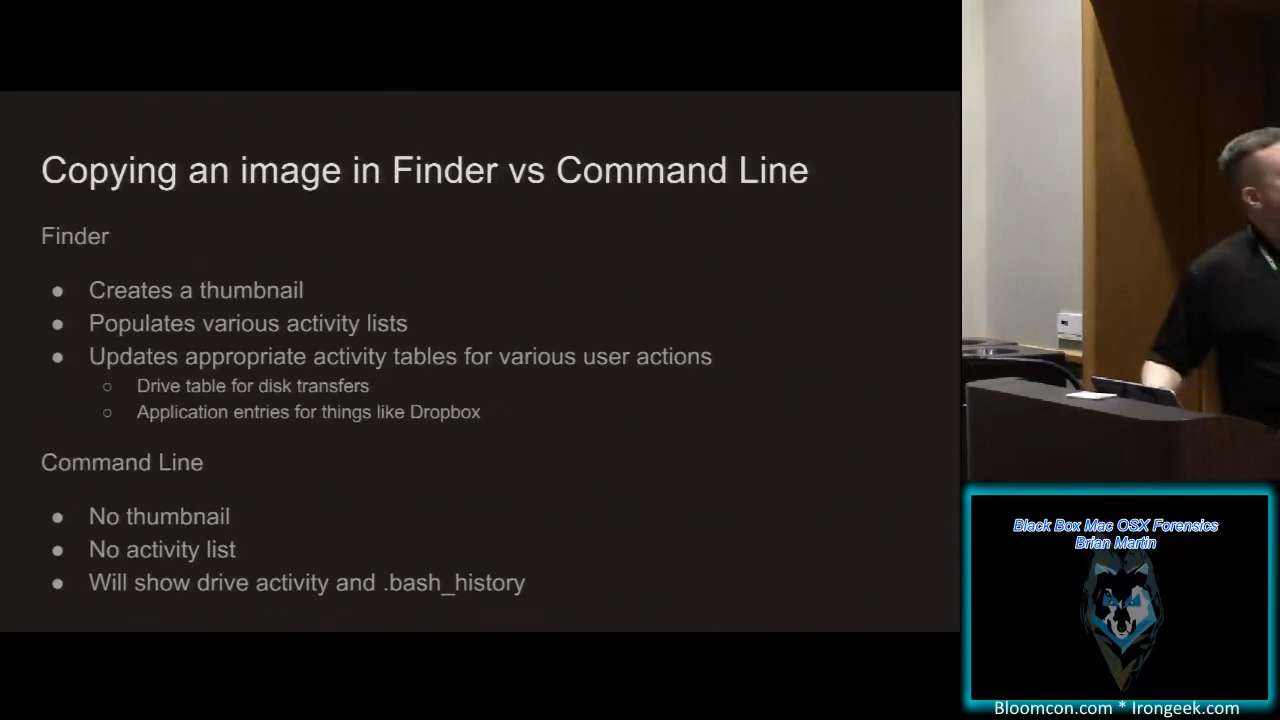 Copying an image in Finder vs Command Line
Finder
● Creates a thumbnail
● Populates various activity lists
● Updates appropriate activity tables for various user actions
○ Drive table for disk transfers
○ Application entries for things like Dropbox
Command Line
● No thumbnail
● No activity list
● Will show drive activity and .bash_history
Black Box Mac OSX Forensics
Brian Martin
Bloomcon.com * Irongeek.com